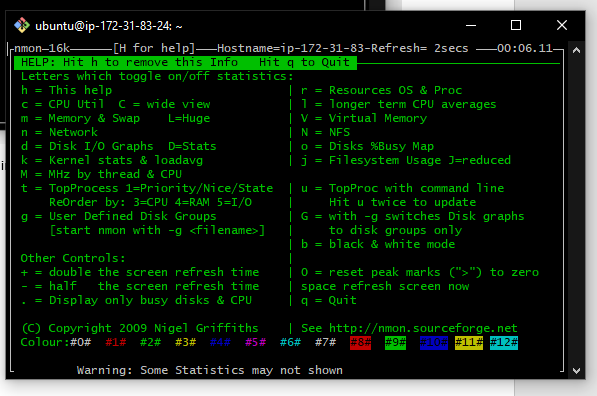 ubuntu@ip-172-31-83-24: ~
nmon-16k [H for help] Hostname=ip-172-31-83-Refresh= 2secs 00:06.11
HELP: Hit h to remove this Info Hit q to Quit
Letters which toggle on/off statistics:
h = This help | r = Resources OS & Proc
c = CPU Util C = wide view | l = longer term CPU averages
m = Memory & Swap L=Huge | V = Virtual Memory
n = Network | N = NFS
d = Disk I/O Graphs D=Stats | o = Disks %Busy Map
k = Kernel stats & loadavg | j = Filesystem Usage J=reduced
M = MHz by thread & CPU
t = TopProcess 1=Priority/Nice/State | u = TopProc with command line
ReOrder by: 3=CPU 4=RAM 5=I/O | Hit u twice to update
g = User Defined Disk Groups | G = with -g switches Disk graphs
[start nmon with -g <filename>] | to disk groups only
| b = black & white mode
Other Controls: |
+ = double the screen refresh time | 0 = reset peak marks (">") to zero
- = half the screen refresh time | space refresh screen now
. = Display only busy disks & CPU | q = Quit
(C) Copyright 2009 Nigel Griffiths | See http://nmon.sourceforge.net
Colour:#0# #1# #2# #3# #4# #5# #6# #7# #8# #9# #10# #11# #12#
Warning: Some Statistics may not shown